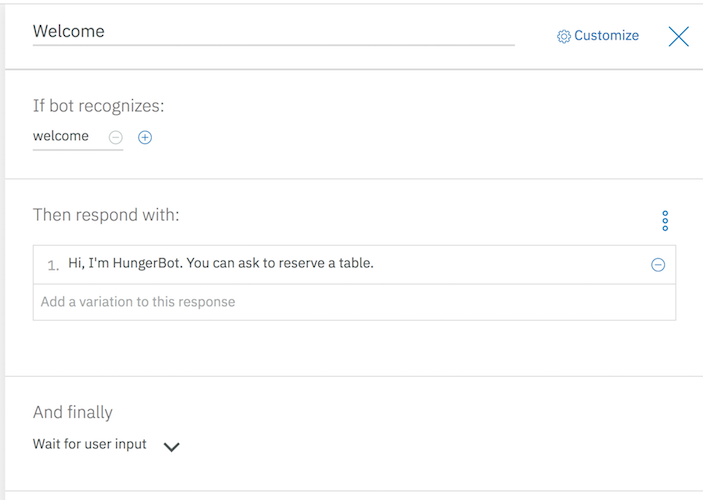 Welcome
Customize
If bot recognizes:
welcome
Then respond with:
1. Hi, I'm HungerBot. You can ask to reserve a table.
Add a variation to this response
And finally
Wait for user input